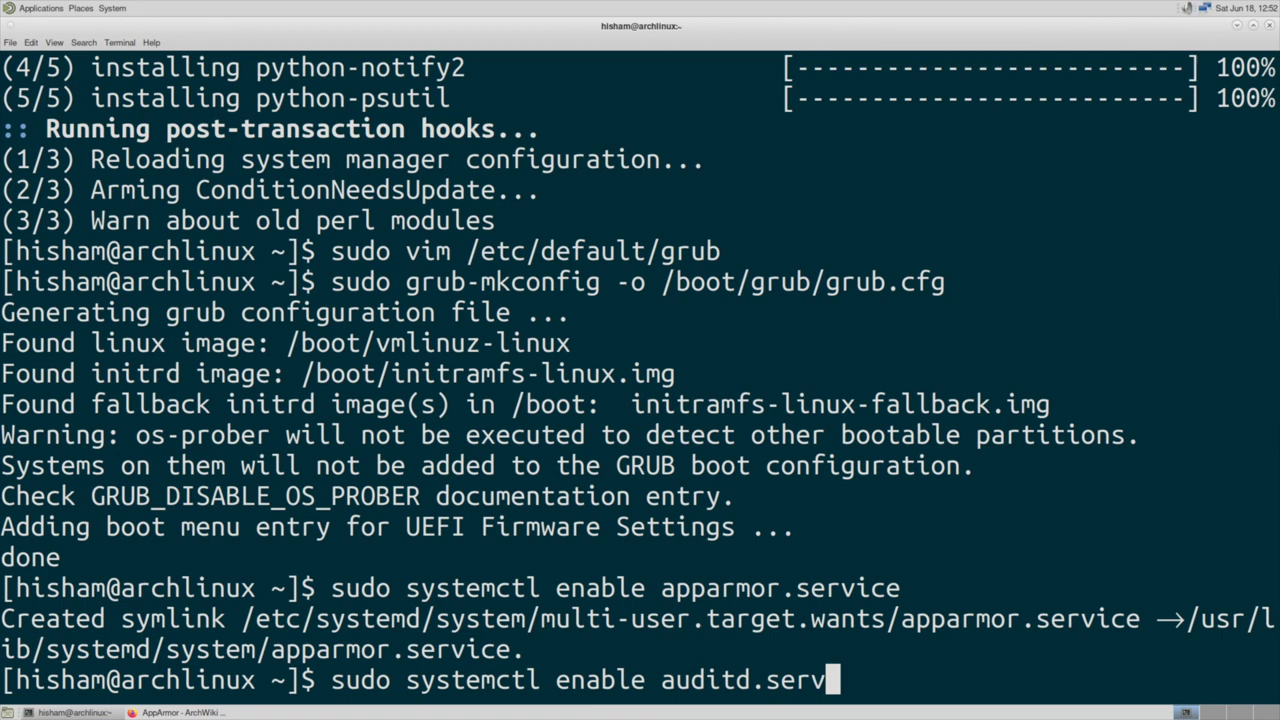 Applications Places System Sat Jun 18, 12:52
hisham@archlinux:~
File Edit View Search Terminal Help
(4/5) installing python-notify2 [--------------------------] 100%
(5/5) installing python-psutil [--------------------------] 100%
:: Running post-transaction hooks...
(1/3) Reloading system manager configuration...
(2/3) Arming ConditionNeedsUpdate...
(3/3) Warn about old perl modules
[hisham@archlinux ~]$ sudo vim /etc/default/grub
[hisham@archlinux ~]$ sudo grub-mkconfig -o /boot/grub/grub.cfg
Generating grub configuration file ...
Found linux image: /boot/vmlinuz-linux
Found initrd image: /boot/initramfs-linux.img
Found fallback initrd image(s) in /boot:  initramfs-linux-fallback.img
Warning: os-prober will not be executed to detect other bootable partitions.
Systems on them will not be added to the GRUB boot configuration.
Check GRUB_DISABLE_OS_PROBER documentation entry.
Adding boot menu entry for UEFI Firmware Settings ...
done
[hisham@archlinux ~]$ sudo systemctl enable apparmor.service
Created symlink /etc/systemd/system/multi-user.target.wants/apparmor.service →/usr/l
ib/systemd/system/apparmor.service.
[hisham@archlinux ~]$ sudo systemctl enable auditd.serv
hisham@archlinux:~ AppArmor - ArchWiki ...